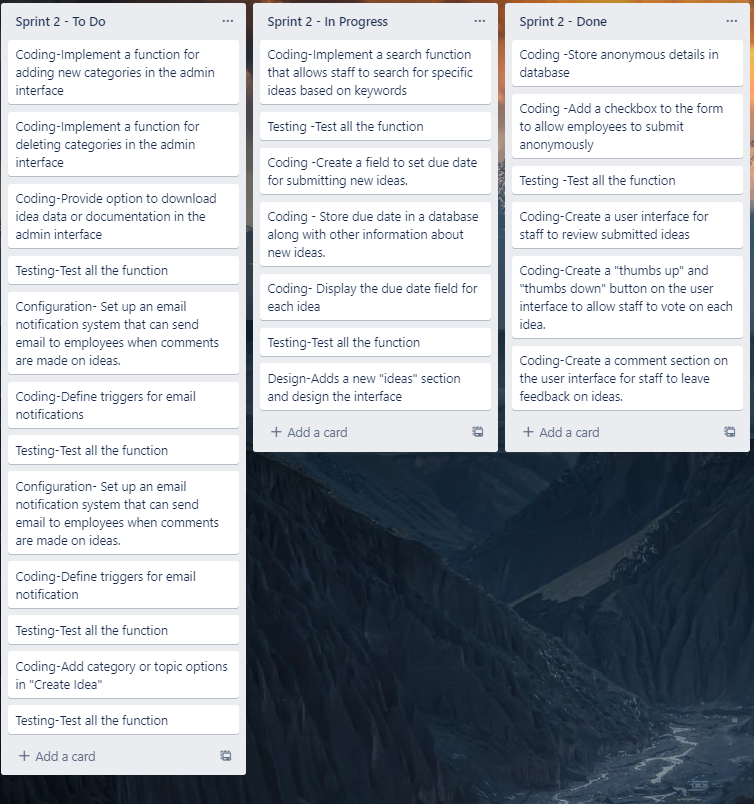 Sprint 2 - To Do
Coding-Implement a function for
adding new categories in the admin
interface
Coding-Implement a function for
deleting categories in the admin
interface
Coding-Provide option to download
idea data or documentation in the
admin interface
Testing-Test all the function
Configuration- Set up an email
notification system that can send
email to employees when comments
are made on ideas.
Coding-Define triggers for email
notifications
Testing-Test all the function
Configuration- Set up an email
notification system that can send
email to employees when comments
are made on ideas.
Coding-Define triggers for email
notification
Testing-Test all the function
Coding-Add category or topic options
in "Create Idea"
Testing-Test all the function
+ Add a card
Sprint 2 - In Progress
Coding-Implement a search function
that allows staff to search for specific
ideas based on keywords
Testing -Test all the function
Coding -Create a field to set due date
for submitting new ideas.
Coding - Store due date in a database
along with other information about
new ideas.
Coding- Display the due date field for
each idea
Testing-Test all the function
Design-Adds a new "ideas" section
and design the interface
+ Add a card
Sprint 2 - Done
Coding -Store anonymous details in
database
Coding -Add a checkbox to the form
to allow employees to submit
anonymously
Testing -Test all the function
Coding-Create a user interface for
staff to review submitted ideas
Coding-Create a "thumbs up" and
"thumbs down" button on the user
interface to allow staff to vote on each
idea.
Coding-Create a comment section on
the user interface for staff to leave
feedback on ideas.
+ Add a card